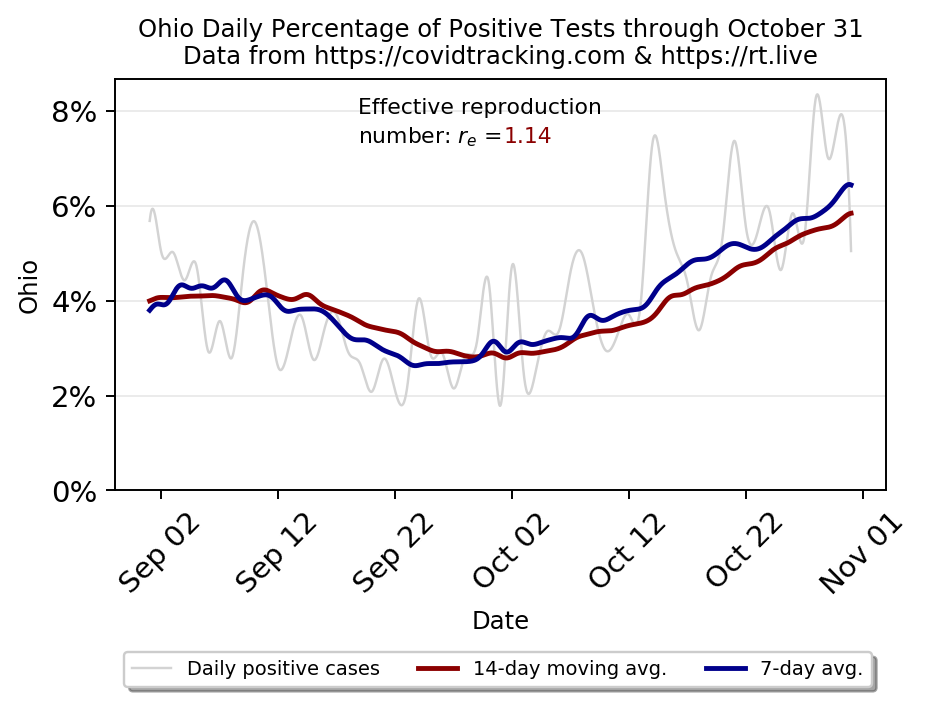 Ohio Daily Percentage of Positive Tests through October 31
Data from https://covidtracking.com & https://rt.live
Effective reproduction
number: rₑ =1.14
8%
6%
4%
2%
0%
Ohio
Sep 02
Sep 12
Sep 22
Oct 02
Oct 12
Oct 22
Nov 01
Date
Daily positive cases
14-day moving avg.
7-day avg.